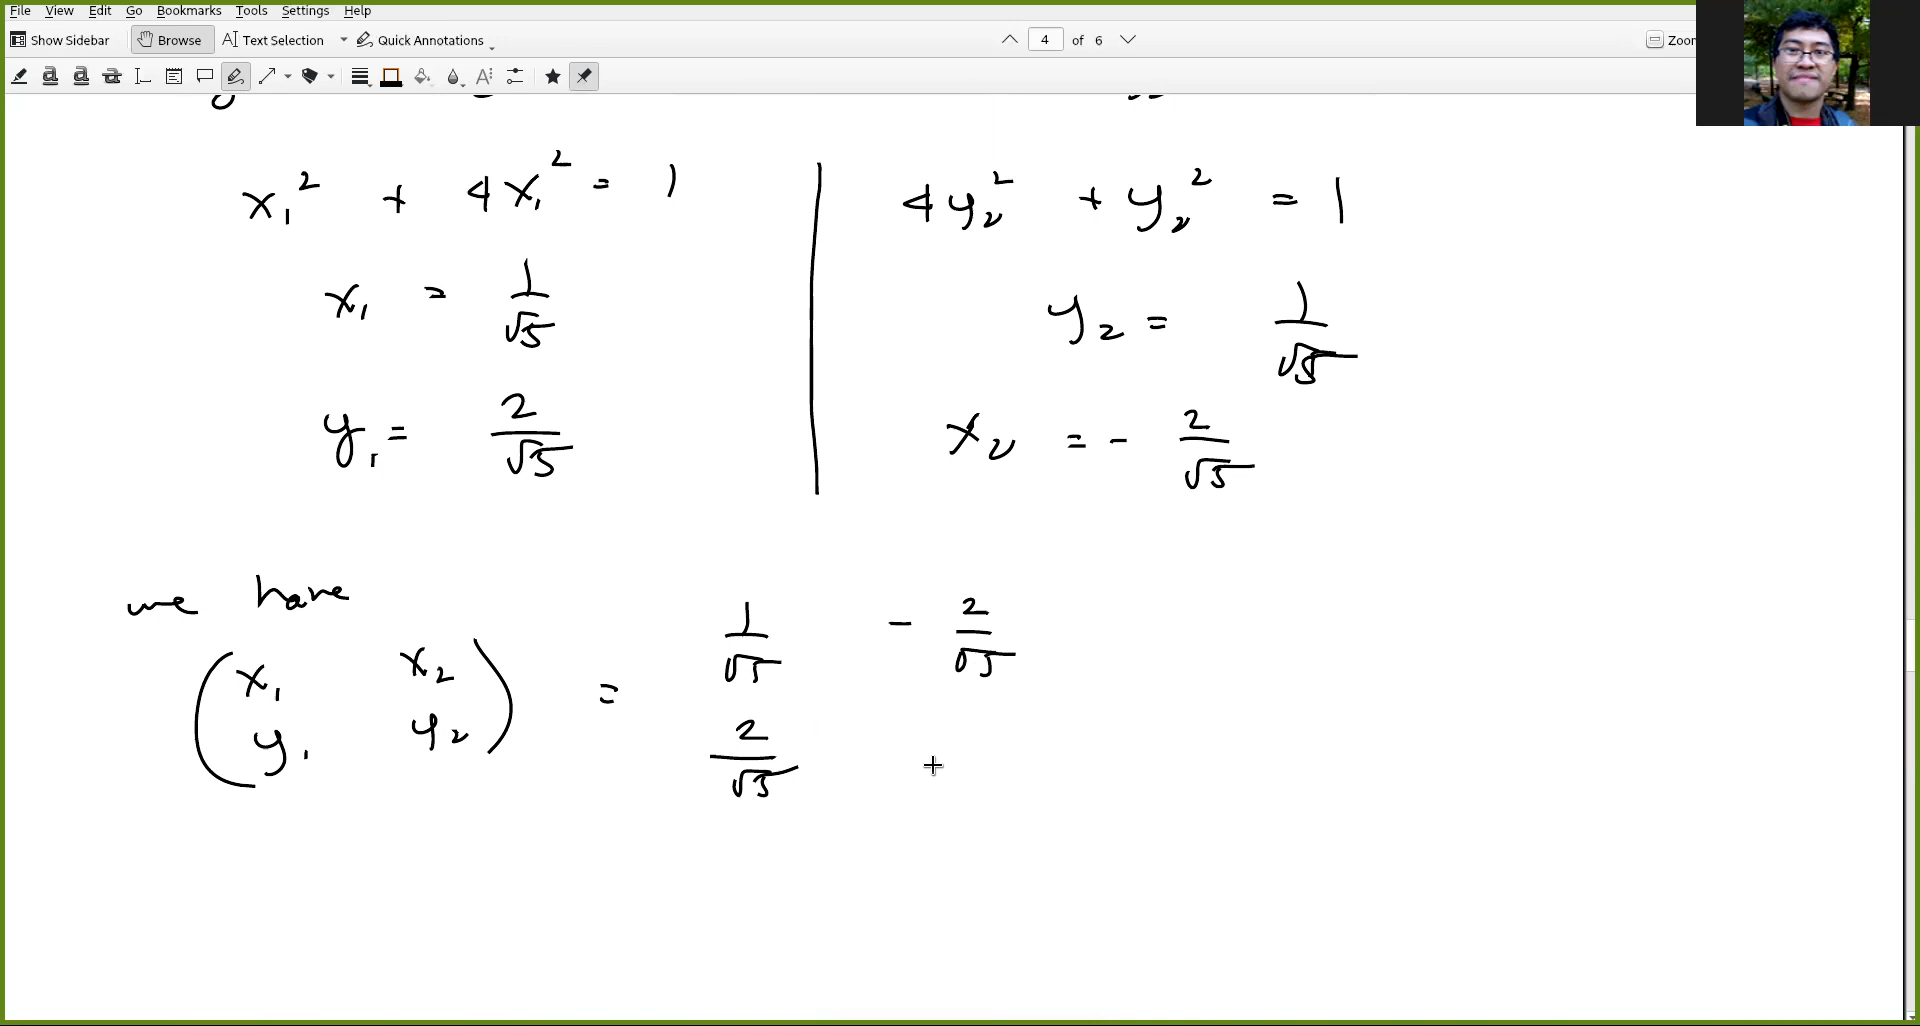 File View Edit Go Bookmarks Tools Settings Help
Show Sidebar Browse Text Selection Quick Annotations 4 of 6 Zoo
x₁² + 4x₁² = 1
4y₂² + y₂² = 1
x₁ = 1/√5
y₂ = 1/√5
y₁ = 2/√5
x₂ = - 2/√5
we have
(x₁ x₂ = 1/√5 - 2/√5
y₁ y₂) 2/√5